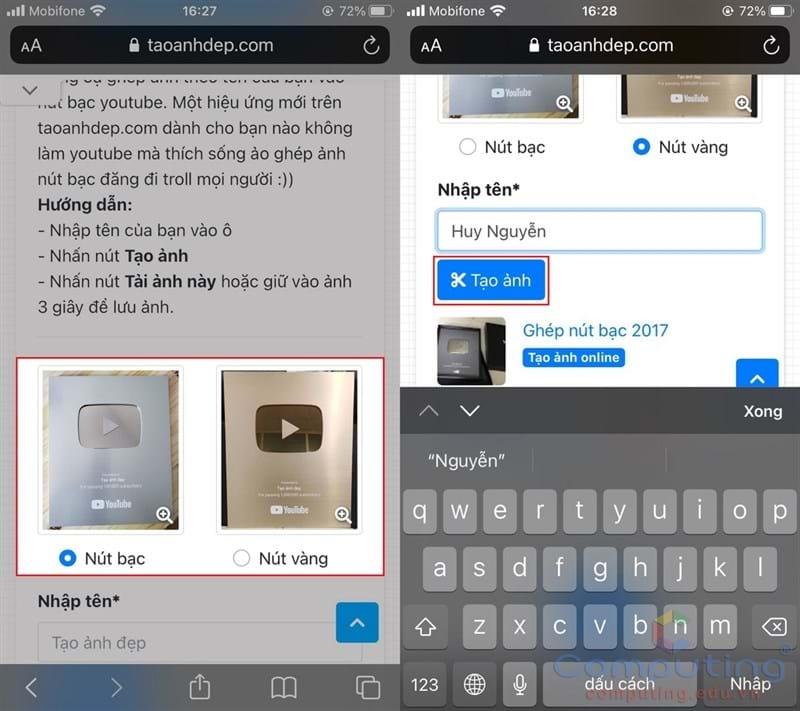 Mobifone 16:27 72%
AA taoanhdep.com
nút bạc youtube. Một hiệu ứng mới trên
taoanhdep.com dành cho bạn nào không
làm youtube mà thích sống ảo ghép ảnh
nút bạc đăng đi troll mọi người :))
Hướng dẫn:
- Nhập tên của bạn vào ô
- Nhấn nút Tạo ảnh
- Nhấn nút Tải ảnh này hoặc giữ vào ảnh
3 giây để lưu ảnh.
Tạo ảnh đẹp
YouTube
Tạo ảnh đẹp
YouTube
Nút bạc
Nút vàng
Nhập tên*
Tạo ảnh đẹp
Mobifone 16:28 72%
AA taoanhdep.com
YouTube
YouTube
Nút bạc
Nút vàng
Nhập tên*
Huy Nguyễn
Tạo ảnh
Ghép nút bạc 2017
Tạo ảnh online
Xong
“Nguyễn”
q w e r t y u i o p
a s d f g h j k l
z x c v b n m
123 dấu cách Nhập
Computing
computing.edu.vn